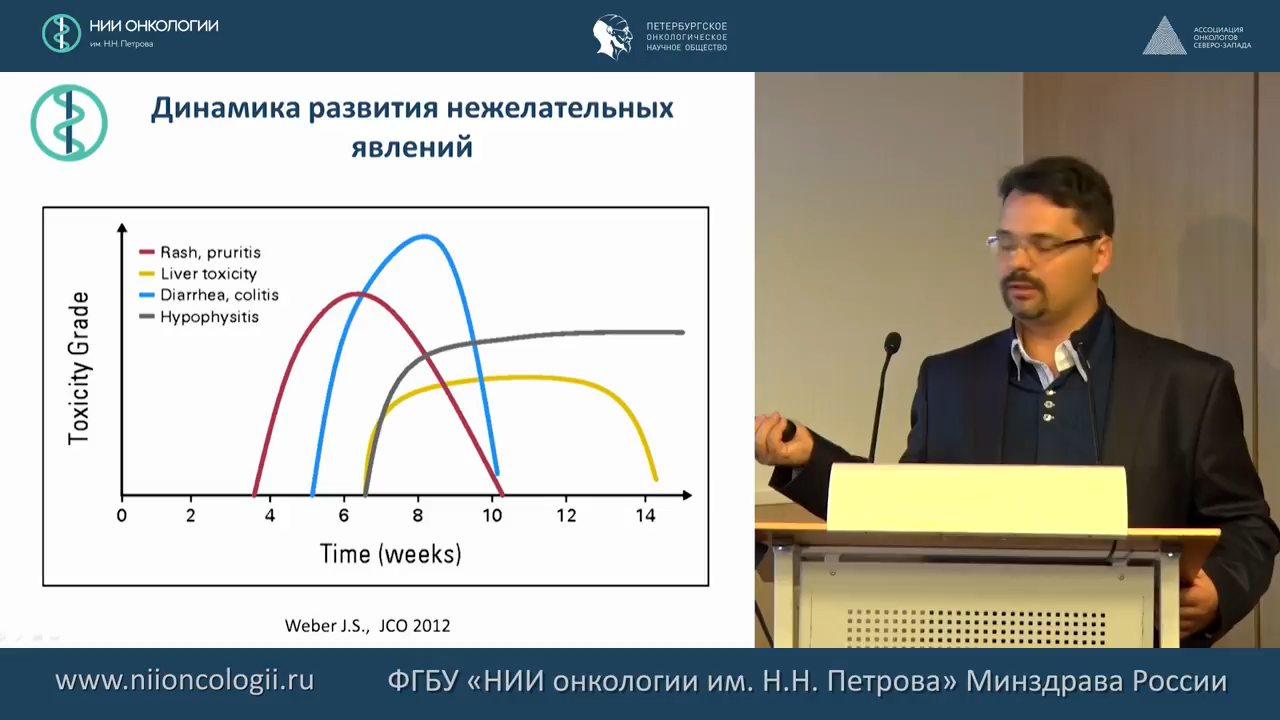 НИИ ОНКОЛОГИИ
им. Н.Н. Петрова
ПЕТЕРБУРГСКОЕ
ОНКОЛОГИЧЕСКОЕ
НАУЧНОЕ ОБЩЕСТВО
АССОЦИАЦИЯ
ОНКОЛОГОВ
СЕВЕРО-ЗАПАДА
Динамика развития нежелательных
явлений
Rash, pruritis
Liver toxicity
Diarrhea, colitis
Hypophysitis
Toxicity Grade
0 2 4 6 8 10 12 14
Time (weeks)
Weber J.S., JCO 2012
www.niioncologii.ru
ФГБУ «НИИ онкологии им. Н.Н. Петрова» Минздрава России